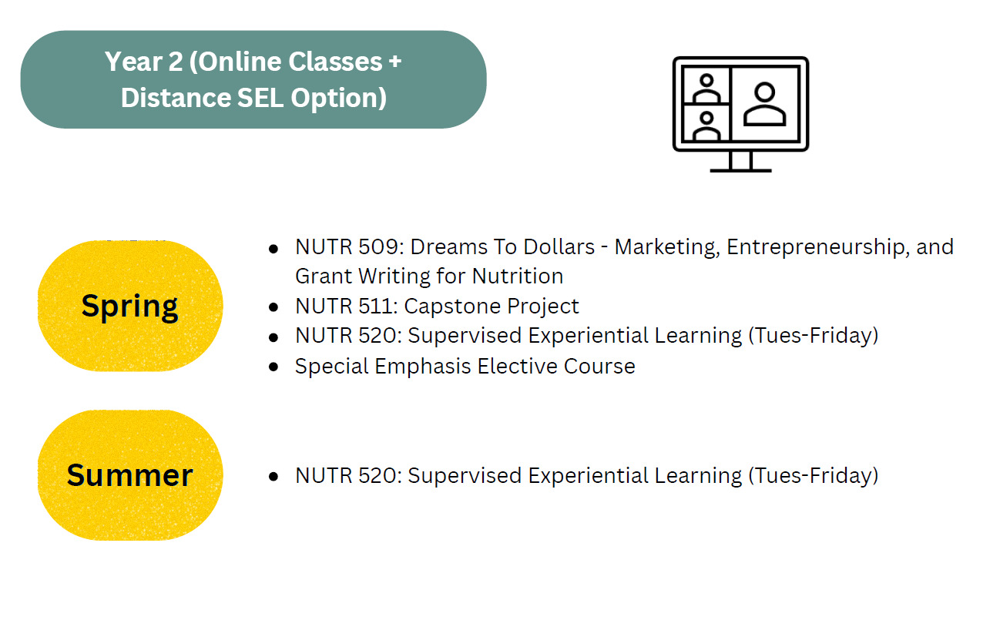 Year 2 (Online Classes +
Distance SEL Option)
Spring
● NUTR 509: Dreams To Dollars - Marketing, Entrepreneurship, and
Grant Writing for Nutrition
● NUTR 511: Capstone Project
● NUTR 520: Supervised Experiential Learning (Tues-Friday)
● Special Emphasis Elective Course
Summer
● NUTR 520: Supervised Experiential Learning (Tues-Friday)